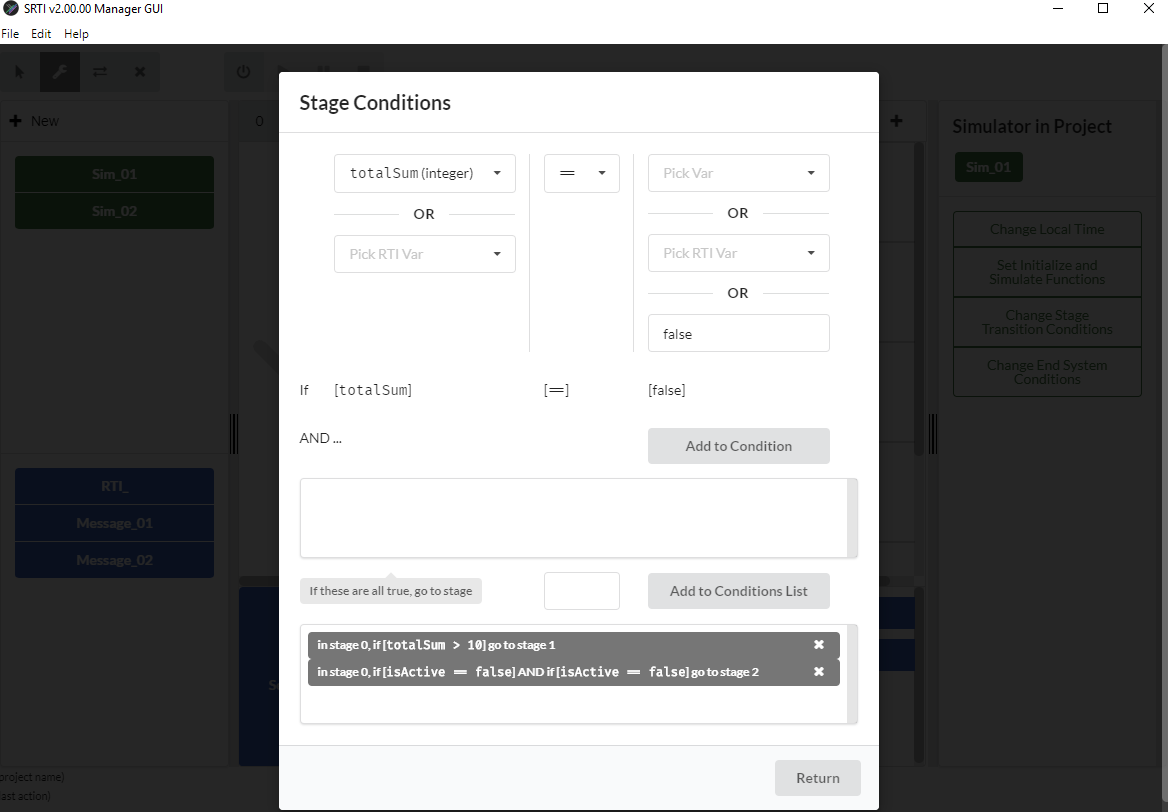 SRTI v2.00.00 Manager GUI
File Edit Help
New
0
Sim_01
Sim_02
RTI_
Message_01
Message_02
project name)
ast action)
Stage Conditions
totalSum (integer)
==
Pick Var
OR
OR
Pick RTI Var
Pick RTI Var
OR
false
If [totalSum] [==] [false]
AND ...
Add to Condition
If these are all true, go to stage
Add to Conditions List
in stage 0, if [totalSum > 10] go to stage 1
in stage 0, if [isActive == false] AND if [isActive == false] go to stage 2
Return
Simulator in Project
Sim_01
Change Local Time
Set Initialize and
Simulate Functions
Change Stage
Transition Conditions
Change End System
Conditions